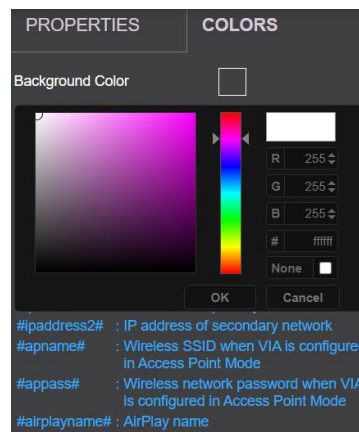 PROPERTIES COLORS
Background Color
R 255
G 255
B 255
# ffffff
None
OK Cancel
#ipaddress2# : IP address of secondary network
#apname# : Wireless SSID when VIA is configured
in Access Point Mode
#appass# : Wireless network password when VIA
is configured in Access Point Mode
#airplayname# : AirPlay name